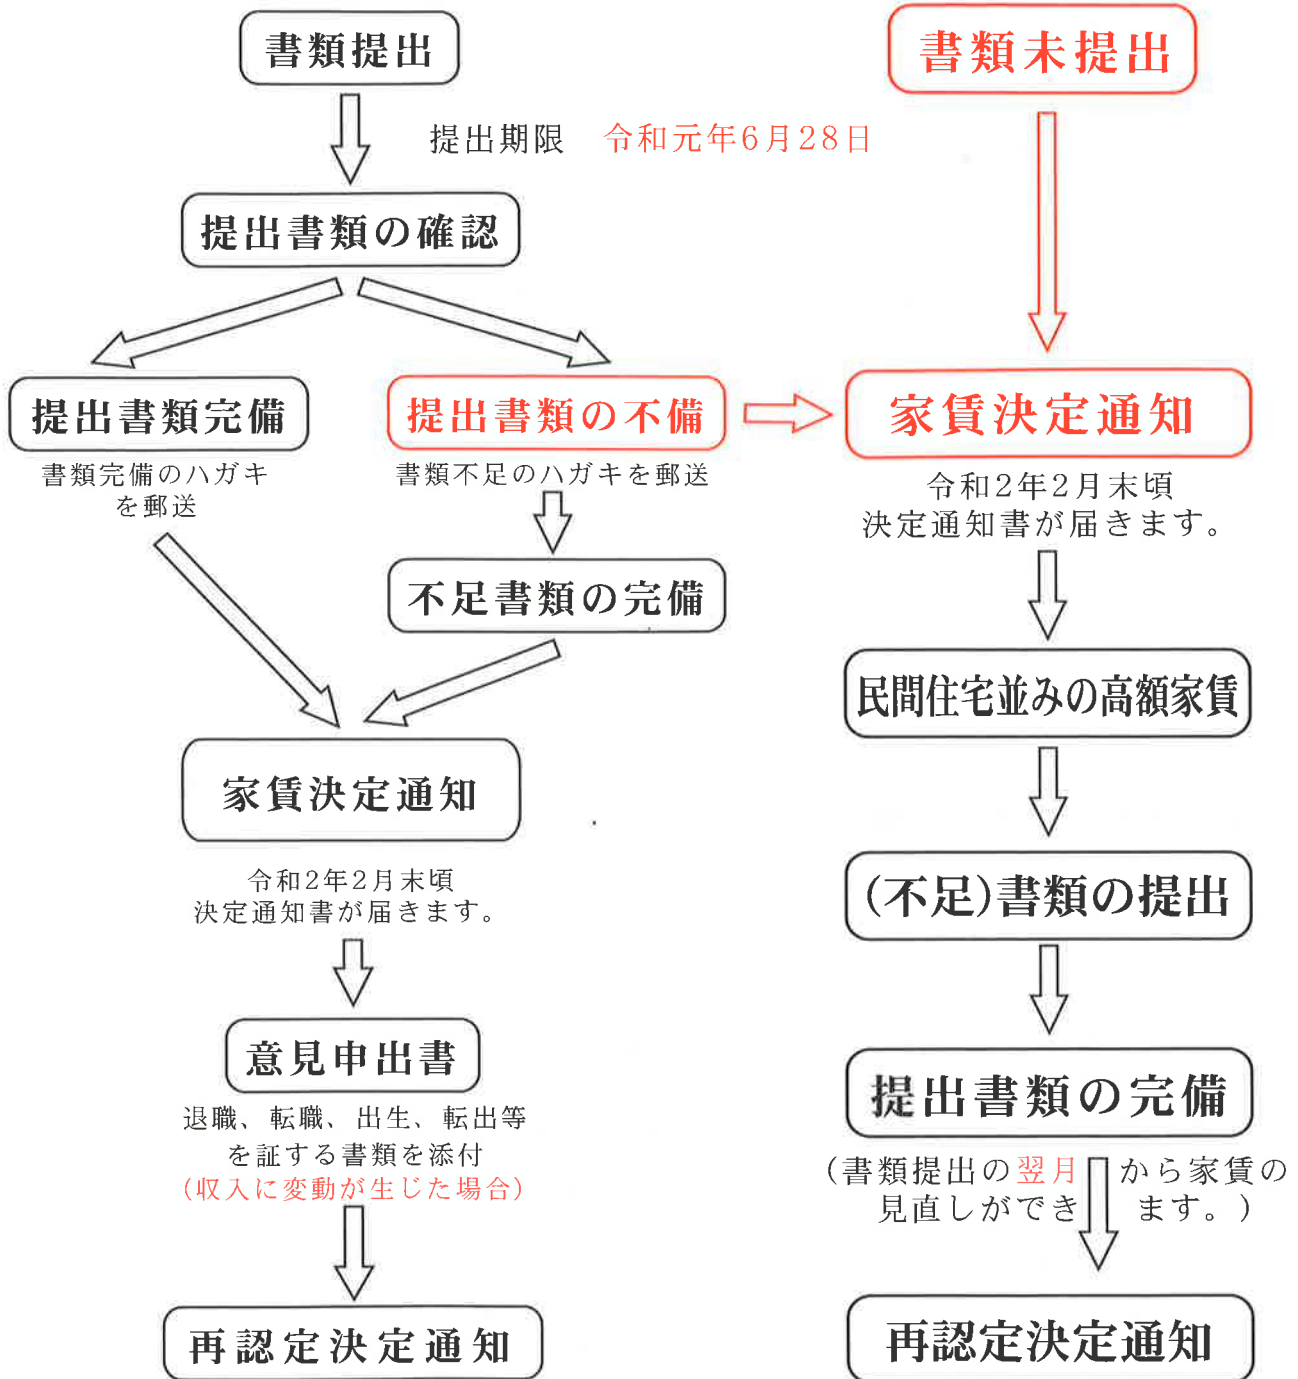 書類提出
書類未提出
提出期限　令和元年6月28日
提出書類の確認
提出書類完備
書類完備のハガキ
を郵送
提出書類の不備
書類不足のハガキを郵送
不足書類の完備
家賃決定通知
令和2年2月末頃
決定通知書が届きます。
意見申出書
退職、転職、出生、転出等
を証する書類を添付
(収入に変動が生じた場合)
再認定決定通知
家賃決定通知
令和2年2月末頃
決定通知書が届きます。
民間住宅並みの高額家賃
(不足)書類の提出
提出書類の完備
(書類提出の翌月から家賃の
見直しができます。)
再認定決定通知